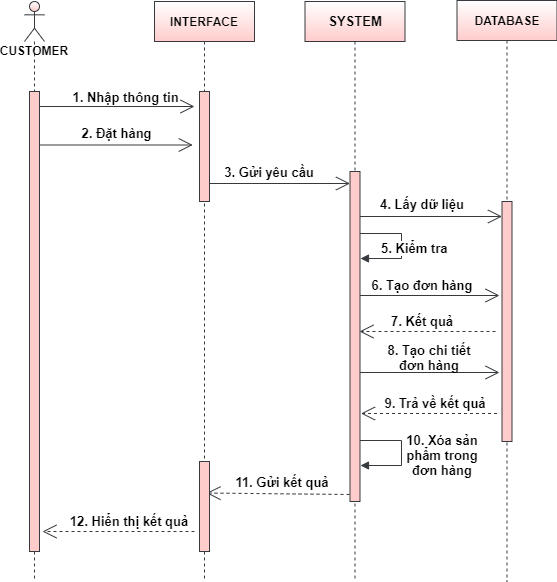 CUSTOMER
INTERFACE
SYSTEM
DATABASE
1. Nhập thông tin
2. Đặt hàng
3. Gửi yêu cầu
4. Lấy dữ liệu
5. Kiểm tra
6. Tạo đơn hàng
7. Kết quả
8. Tạo chi tiết
đơn hàng
9. Trả về kết quả
10. Xóa sản
phẩm trong
đơn hàng
11. Gửi kết quả
12. Hiển thị kết quả